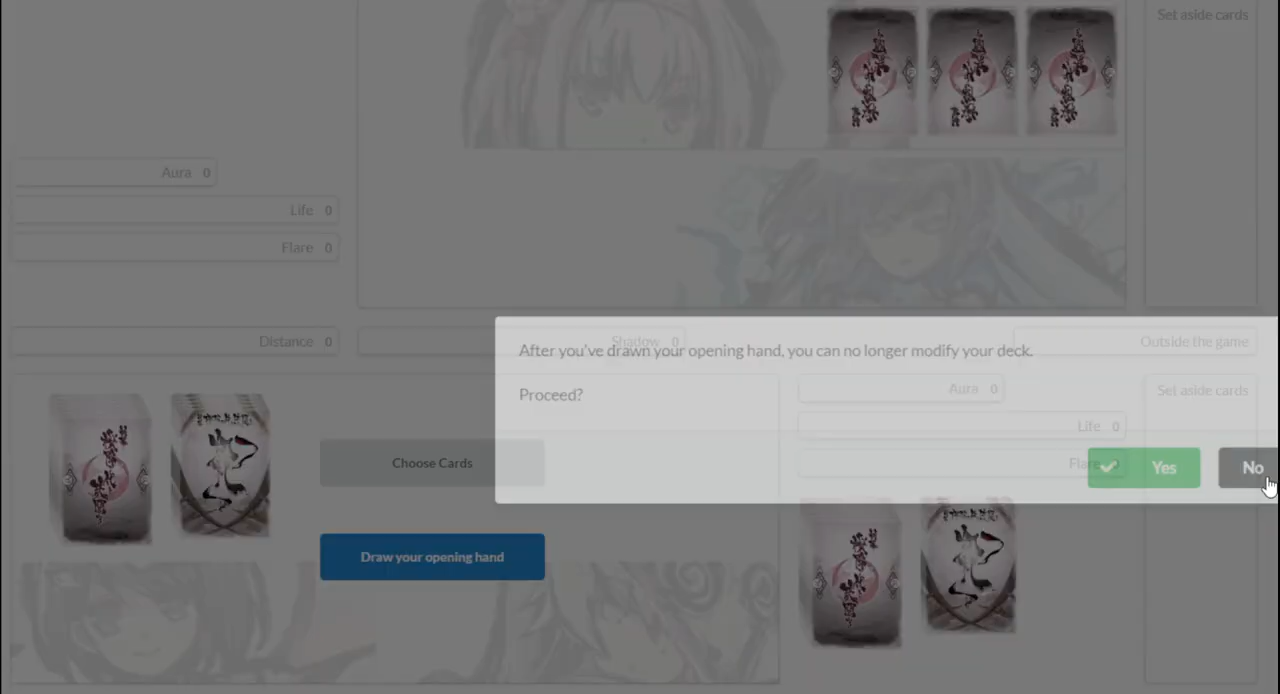 Set aside cards
Aura 0
Life 0
Flare 0
Distance 0
Shadow 0
Outside the game
After you've drawn your opening hand, you can no longer modify your deck.
Proceed?
Aura 0
Set aside cards
Life 0
Choose Cards
Yes
No
Draw your opening hand